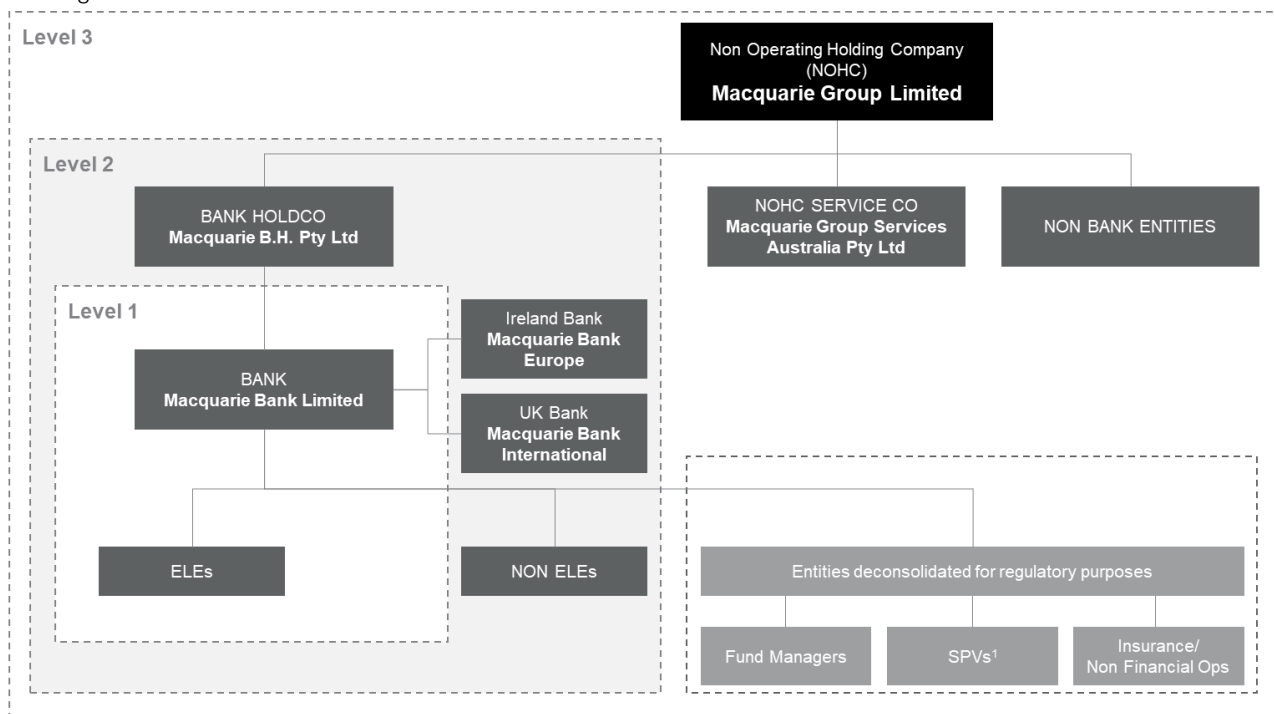 Level 3
Non Operating Holding Company
(NOHC)
Macquarie Group Limited
Level 2
BANK HOLDCO
Macquarie B.H. Pty Ltd
NOHC SERVICE CO
Macquarie Group Services
Australia Pty Ltd
NON BANK ENTITIES
Level 1
Ireland Bank
Macquarie Bank
Europe
BANK
Macquarie Bank Limited
UK Bank
Macquarie Bank
International
ELEs
NON ELEs
Entities deconsolidated for regulatory purposes
Fund Managers
SPVs¹
Insurance/
Non Financial Ops